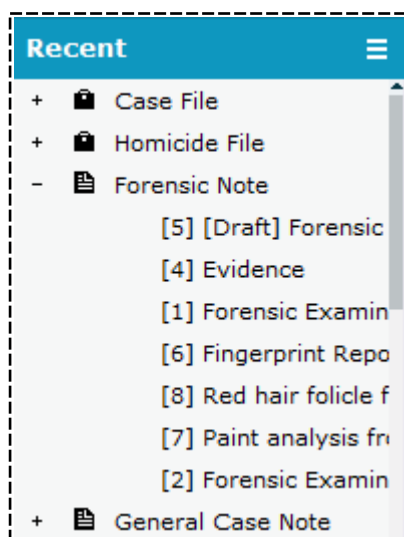 Recent
+ Case File
+ Homicide File
- Forensic Note
[5] [Draft] Forensic
[4] Evidence
[1] Forensic Examin
[6] Fingerprint Repo
[8] Red hair folicle f
[7] Paint analysis fr
[2] Forensic Examin
+ General Case Note